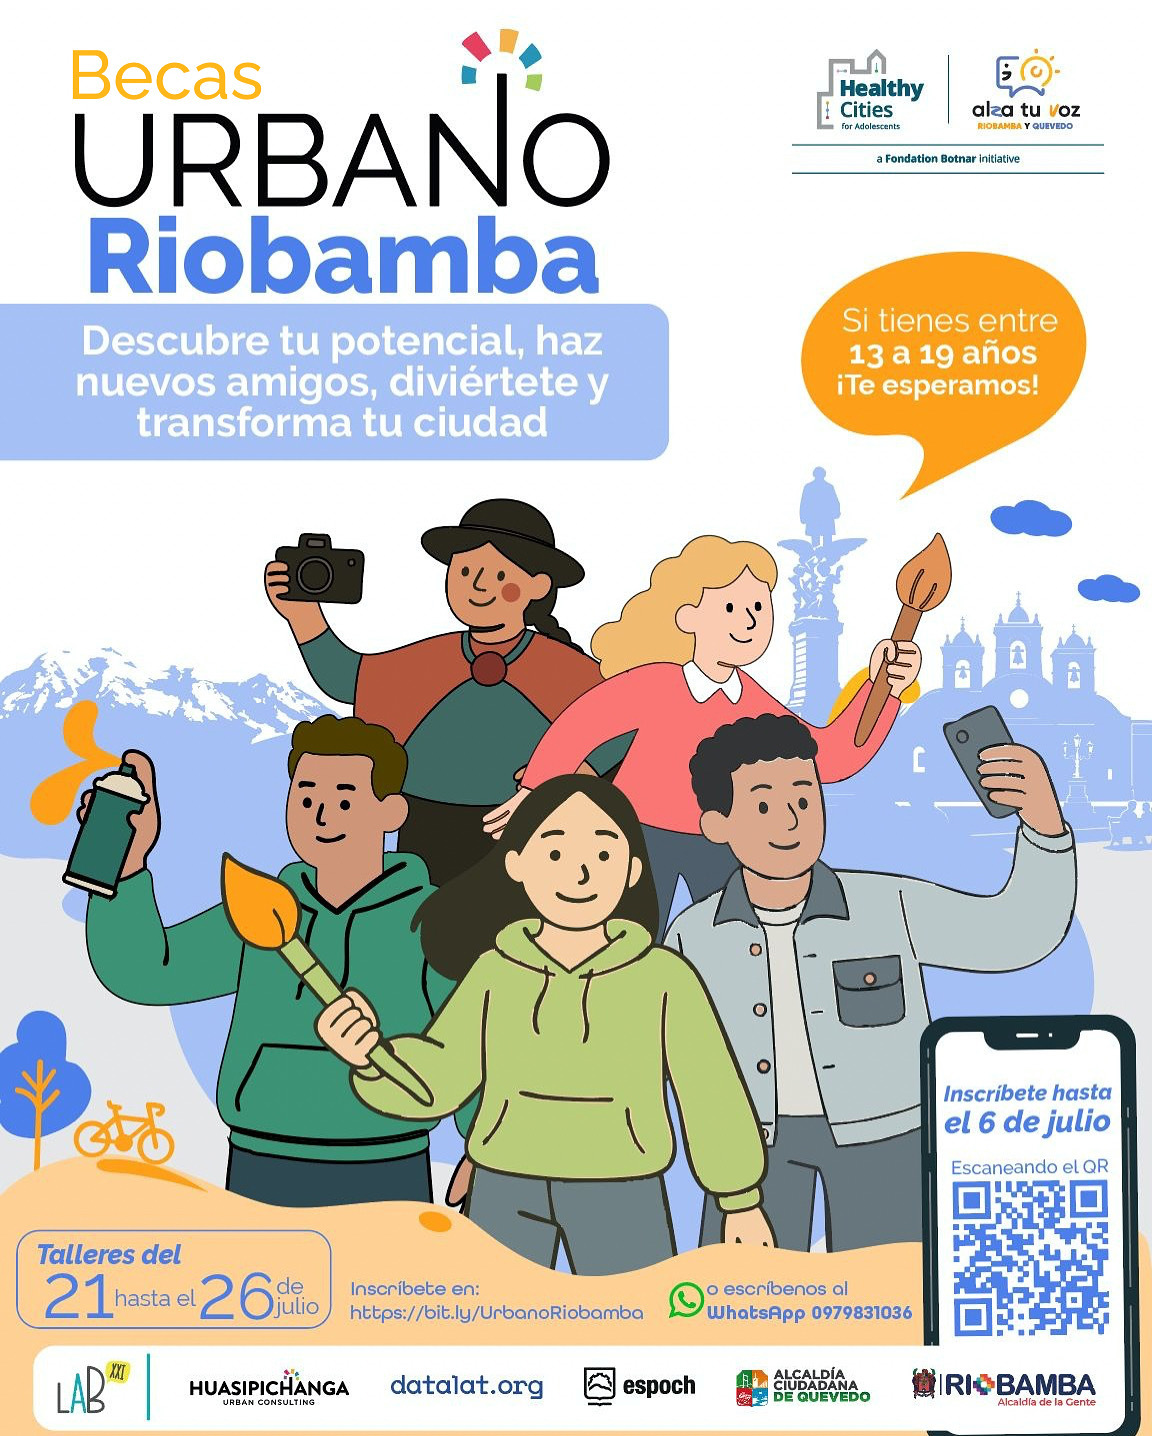 Becas
URBANO
Riobamba
Descubre tu potencial, haz
nuevos amigos, diviértete y
transforma tu ciudad
Healthy
Cities
for Adolescents
alza tu voz
RIOBAMBA Y QUEVEDO
a Fondation Botnar initiative
Si tienes entre
13 a 19 años
¡Te esperamos!
Inscríbete hasta
el 6 de julio
Escaneando el QR
Talleres del
21 hasta el 26 de julio
Inscríbete en:
https://bit.ly/UrbanoRiobamba
o escríbenos al
WhatsApp 0979831036
LAB XXI
HUASIPICHANGA
URBAN CONSULTING
datalat.org
espoch
ALCALDÍA
CIUDADANA
DE QUEVEDO
RIOBAMBA
Alcaldía de la Gente